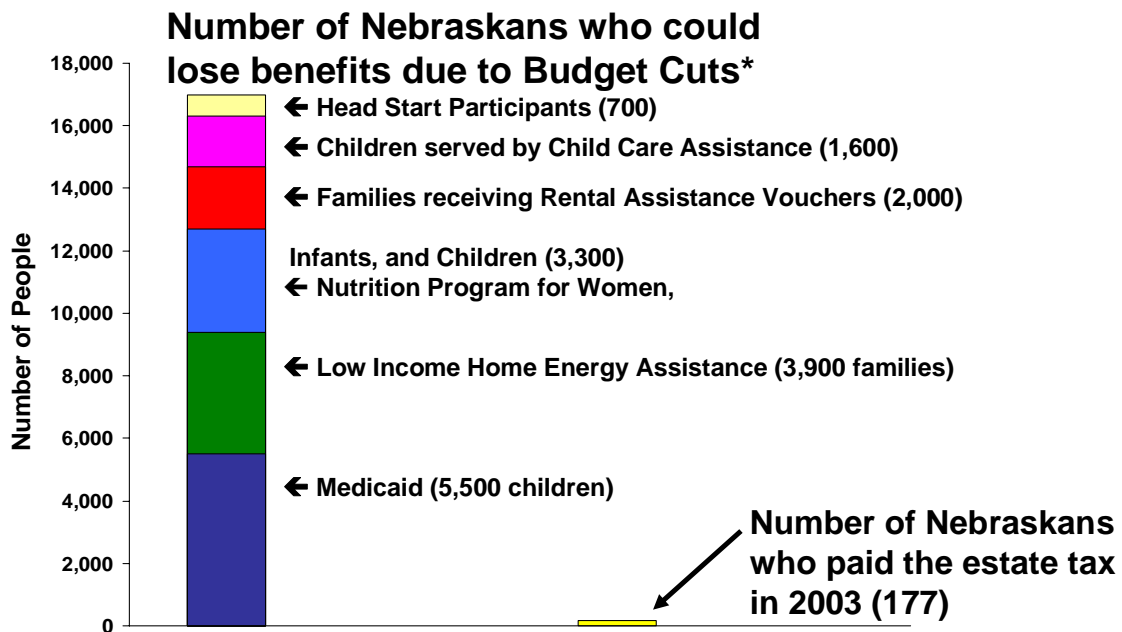 Number of Nebraskans who could
lose benefits due to Budget Cuts*
Number of People
18,000
16,000
14,000
12,000
10,000
8,000
6,000
4,000
2,000
0
← Head Start Participants (700)
← Children served by Child Care Assistance (1,600)
← Families receiving Rental Assistance Vouchers (2,000)
Infants, and Children (3,300)
← Nutrition Program for Women,
← Low Income Home Energy Assistance (3,900 families)
← Medicaid (5,500 children)
Number of Nebraskans
who paid the estate tax
in 2003 (177)